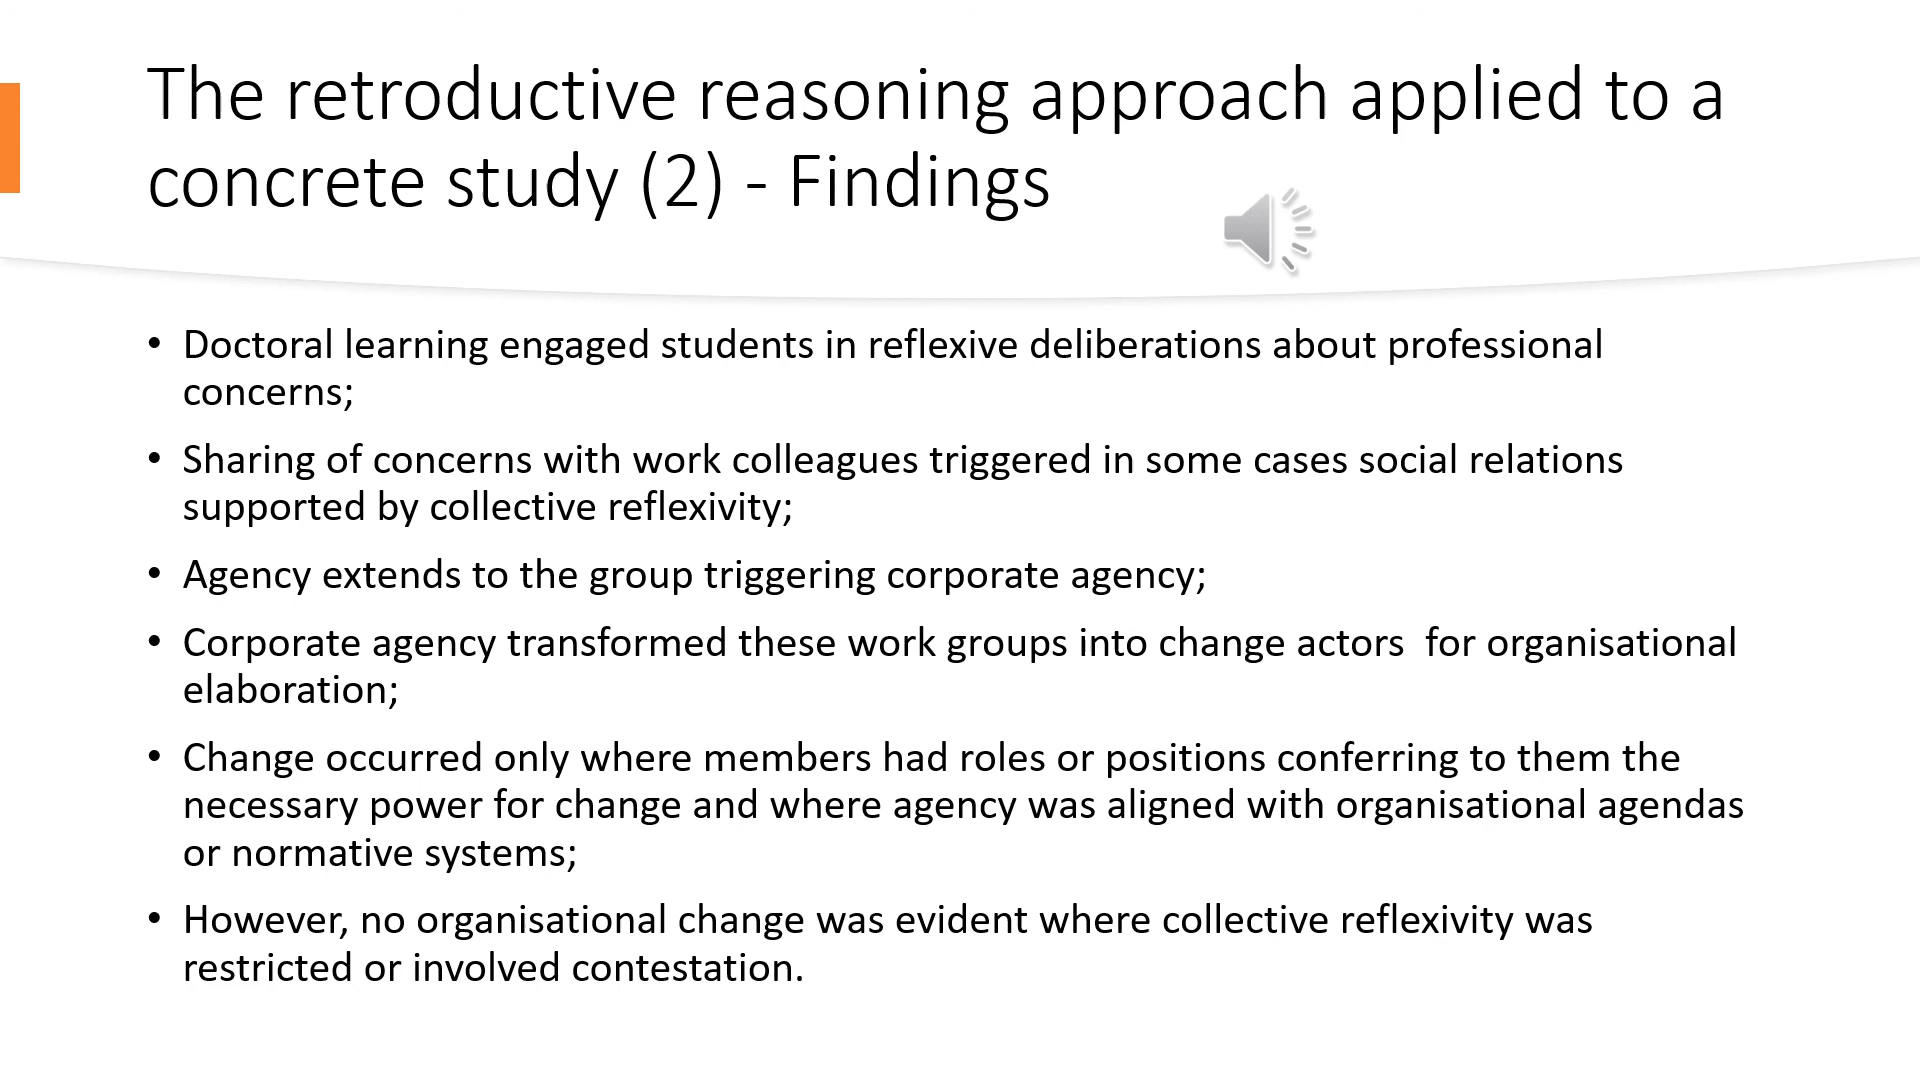 The retroductive reasoning approach applied to a
concrete study (2) - Findings
• Doctoral learning engaged students in reflexive deliberations about professional
concerns;
• Sharing of concerns with work colleagues triggered in some cases social relations
supported by collective reflexivity;
• Agency extends to the group triggering corporate agency;
• Corporate agency transformed these work groups into change actors  for organisational
elaboration;
• Change occurred only where members had roles or positions conferring to them the
necessary power for change and where agency was aligned with organisational agendas
or normative systems;
• However, no organisational change was evident where collective reflexivity was
restricted or involved contestation.